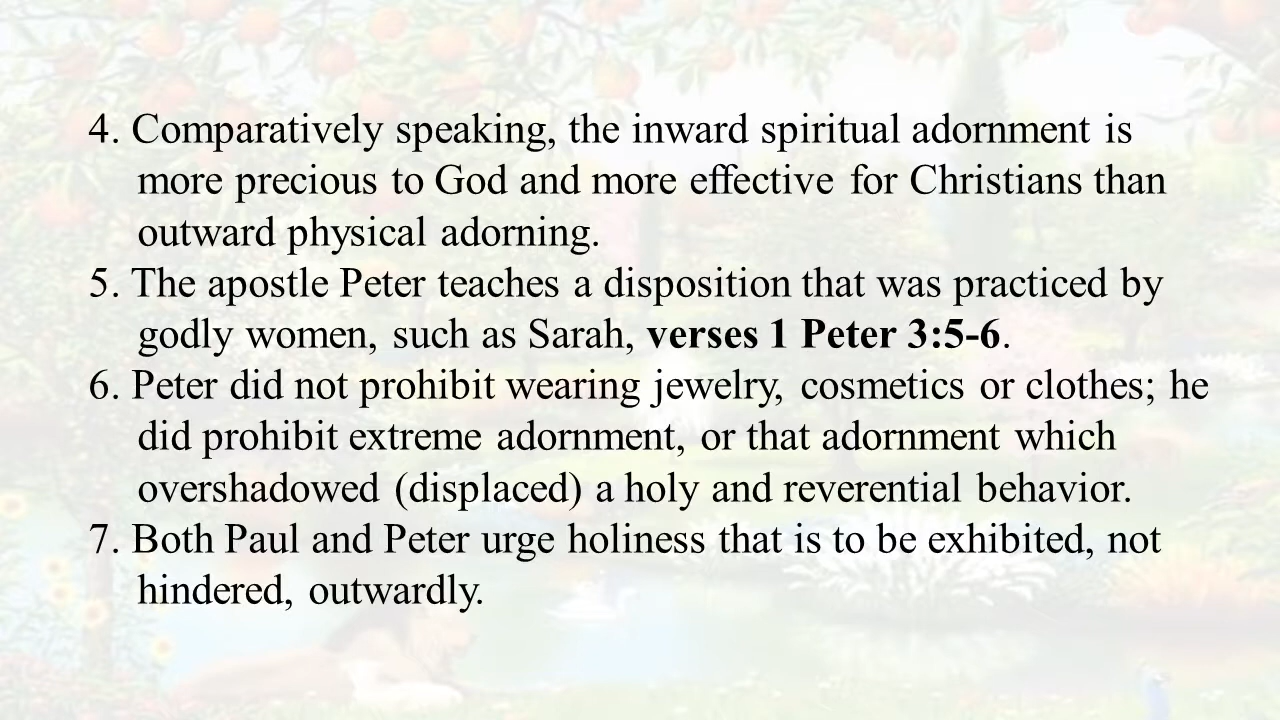 4. Comparatively speaking, the inward spiritual adornment is
more precious to God and more effective for Christians than
outward physical adorning.
5. The apostle Peter teaches a disposition that was practiced by
godly women, such as Sarah, verses 1 Peter 3:5-6.
6. Peter did not prohibit wearing jewelry, cosmetics or clothes; he
did prohibit extreme adornment, or that adornment which
overshadowed (displaced) a holy and reverential behavior.
7. Both Paul and Peter urge holiness that is to be exhibited, not
hindered, outwardly.